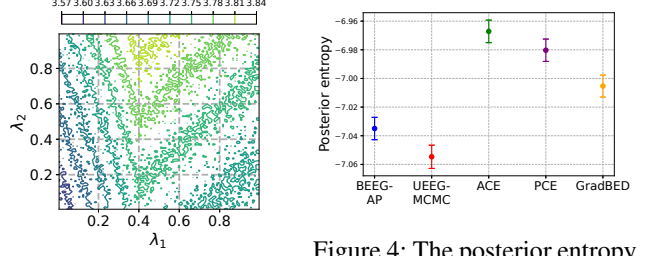 3.57 3.60 3.63 3.66 3.69 3.72 3.75 3.78 3.81 3.84
0.8
0.6
0.4
0.2
λ2
0.2 0.4 0.6 0.8
λ1
Posterior entropy
−6.96
−6.98
−7.00
−7.02
−7.04
−7.06
BEEG-
AP
UEEG-
MCMC
ACE
PCE
GradBED
Figure 4: The posterior entropy